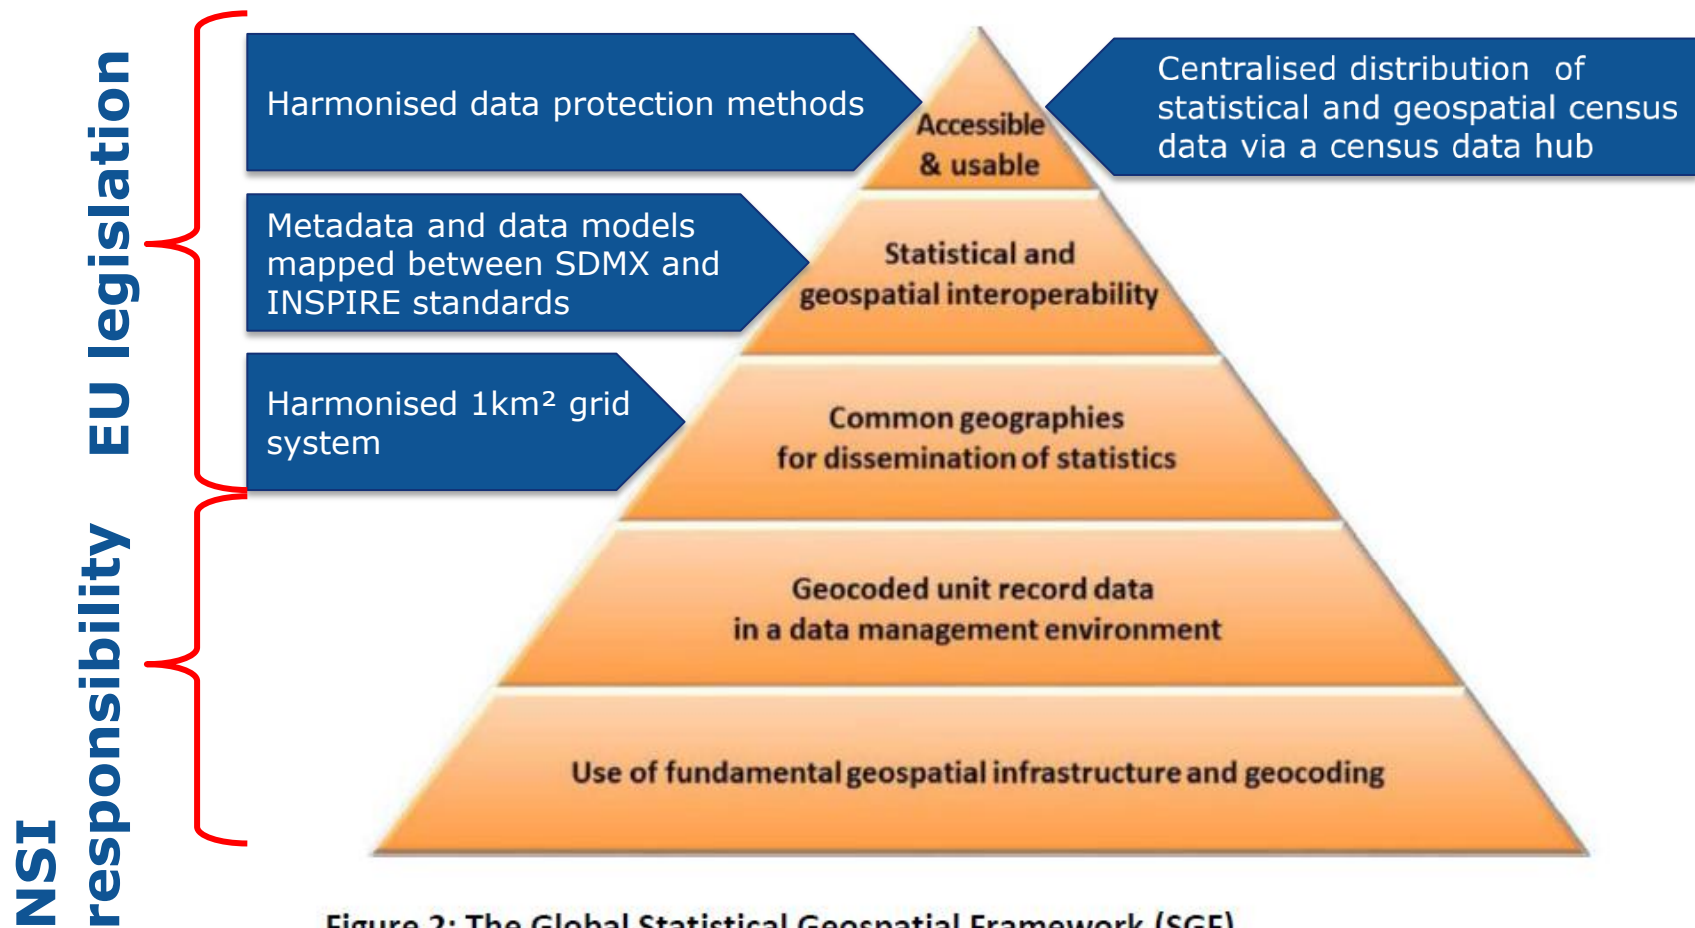 EU legislation
NSI
responsibility
Harmonised data protection methods
Metadata and data models
mapped between SDMX and
INSPIRE standards
Harmonised 1km² grid
system
Centralised distribution of
statistical and geospatial census
data via a census data hub
Accessible
& usable
Statistical and
geospatial interoperability
Common geographies
for dissemination of statistics
Geocoded unit record data
in a data management environment
Use of fundamental geospatial infrastructure and geocoding
Figure 2: The Global Statistical Geospatial Framework (SGF)